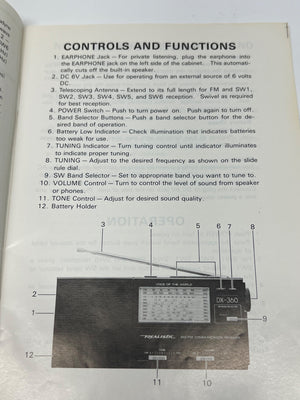 CONTROLS AND FUNCTIONS
1. EARPHONE Jack — For private listening, plug the earphone into
the EARPHONE jack on the left side of the cabinet. This automati-
cally cuts off the built-in speaker.
2. DC 6V Jack — Use for operating from an external source of 6 volts
DC.
3. Telescoping Antenna — Extend to its full length for FM and SW1,
SW2, SW3, SW4, SW5, and SW6 reception. Swivel as required
for best reception.
4. POWER Switch — Push to turn power on. Push again to turn off.
5. Band Selector Buttons — Push a band selector button for the de-
sired band of operation.
6. Battery Low Indicator — Check illumination that indicates batteries
too weak for use.
7. TUNING Indicator — Turn tuning control until indicator illuminates
to indicate proper tuning.
8. TUNING — Adjust to the desired frequency as shown on the slide
rule dial.
9. SW Band Selector — Set to appropriate band you want to tune to.
10. VOLUME Control — Turn to control the level of sound from speaker
or phones.
11. TONE Control — Adjust for desired sound quality.
12. Battery Holder
3
4
5
6
7
8
2
1
9
12
11
10
VOICE OF THE WORLD
DX-360
REALISTIC